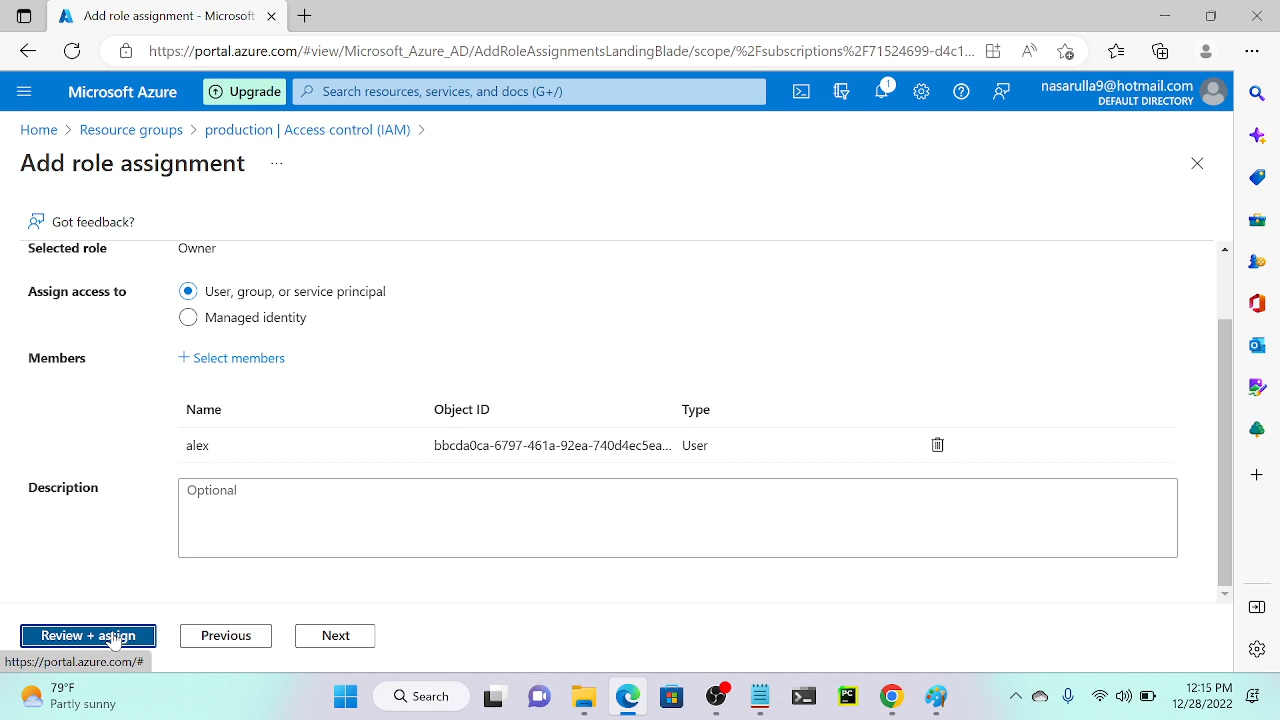 Add role assignment - Microsoft
https://portal.azure.com/#view/Microsoft_Azure_AD/AddRoleAssignmentsLandingBlade/scope/%2Fsubscriptions%2F71524699-d4c1...
Microsoft Azure
Upgrade
Search resources, services, and docs (G+/)
1
nasarulla9@hotmail.com
DEFAULT DIRECTORY
Home > Resource groups > production | Access control (IAM) >
Add role assignment ...
Got feedback?
Selected role Owner
Assign access to User, group, or service principal
Managed identity
Members + Select members
Name Object ID Type
alex bbcda0ca-6797-461a-92ea-740d4ec5ea... User
Description Optional
Review + assign Previous Next
https://portal.azure.com/#
79°F
Partly sunny
Search
PC
12:15 PM
12/28/2022